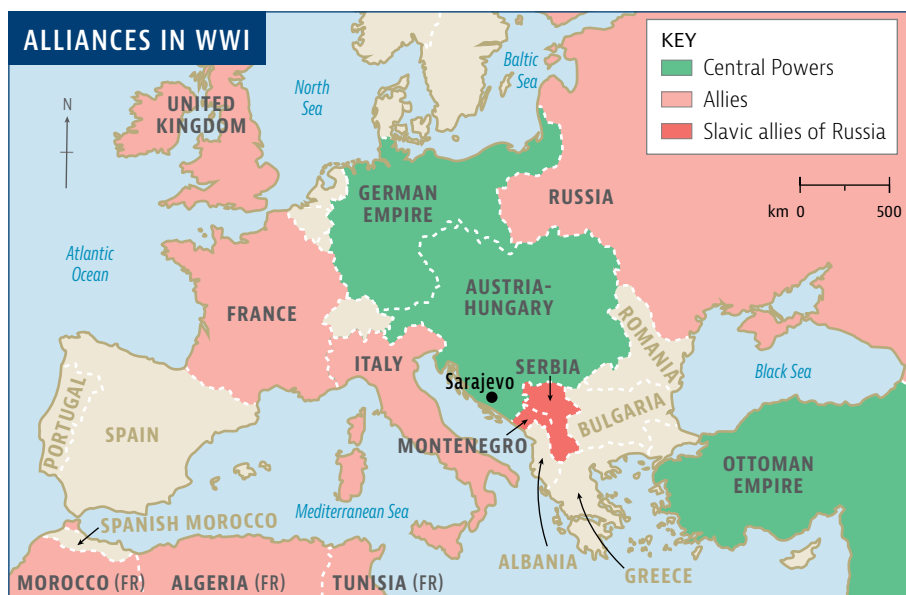 ALLIANCES IN WWI
KEY
Central Powers
Allies
Slavic allies of Russia
km 0 500
N
North
Sea
Baltic
Sea
UNITED
KINGDOM
GERMAN
EMPIRE
RUSSIA
Atlantic
Ocean
AUSTRIA-
HUNGARY
FRANCE
ROMANIA
ITALY
SERBIA
Black Sea
Sarajevo
PORTUGAL
SPAIN
BULGARIA
MONTENEGRO
OTTOMAN
EMPIRE
Mediterranean Sea
SPANISH MOROCCO
ALBANIA
GREECE
MOROCCO (FR)
ALGERIA (FR)
TUNISIA (FR)